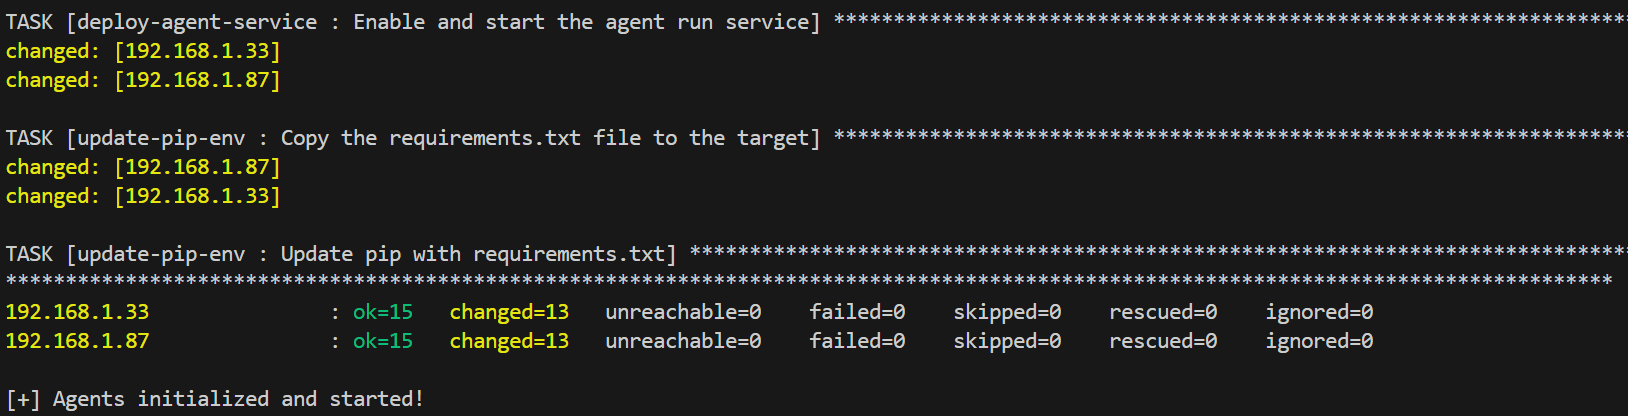 TASK [deploy-agent-service : Enable and start the agent run service] ******************************************************************
changed: [192.168.1.33]
changed: [192.168.1.87]
TASK [update-pip-env : Copy the requirements.txt file to the target] ******************************************************************
changed: [192.168.1.87]
changed: [192.168.1.33]
TASK [update-pip-env : Update pip with requirements.txt] ******************************************************************************
**************************************************************************************************************************************
192.168.1.33 : ok=15 changed=13 unreachable=0 failed=0 skipped=0 rescued=0 ignored=0
192.168.1.87 : ok=15 changed=13 unreachable=0 failed=0 skipped=0 rescued=0 ignored=0
[+] Agents initialized and started!